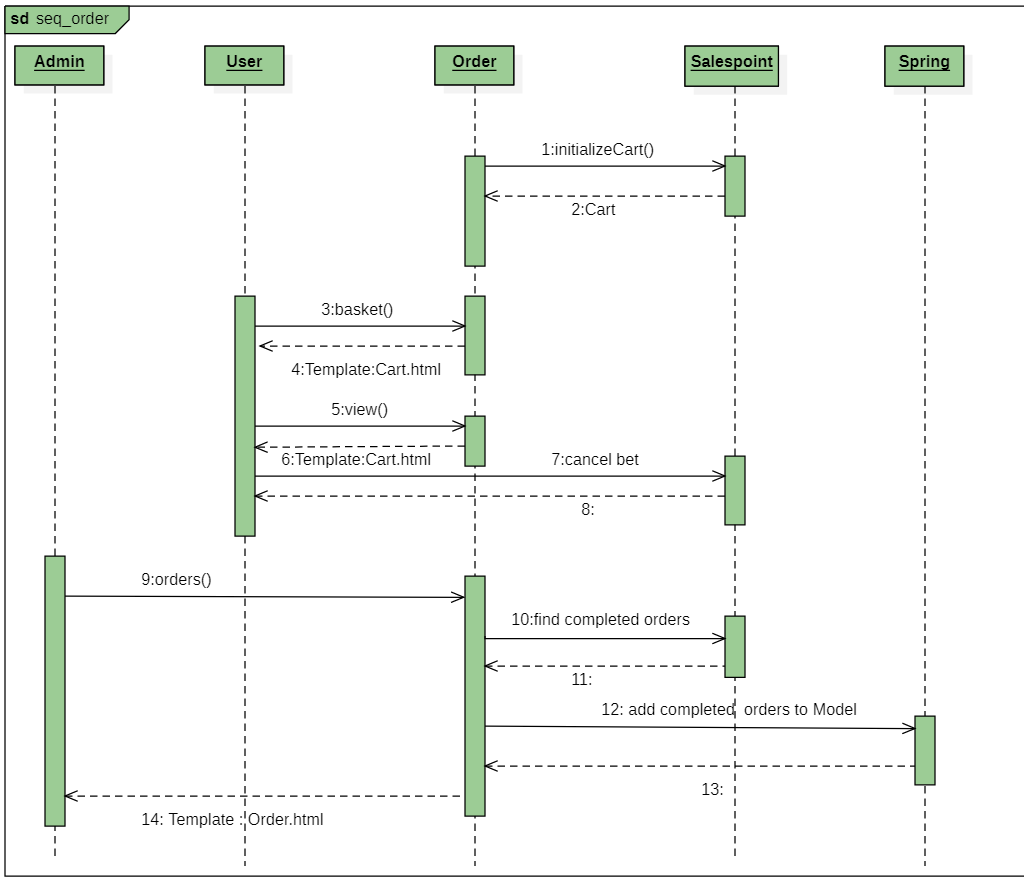 sd seq_order
Admin
User
Order
Salespoint
Spring
1:initializeCart()
2:Cart
3:basket()
4:Template:Cart.html
5:view()
6:Template:Cart.html
7:cancel bet
8:
9:orders()
10:find completed orders
11:
12: add completed orders to Model
13:
14: Template : Order.html